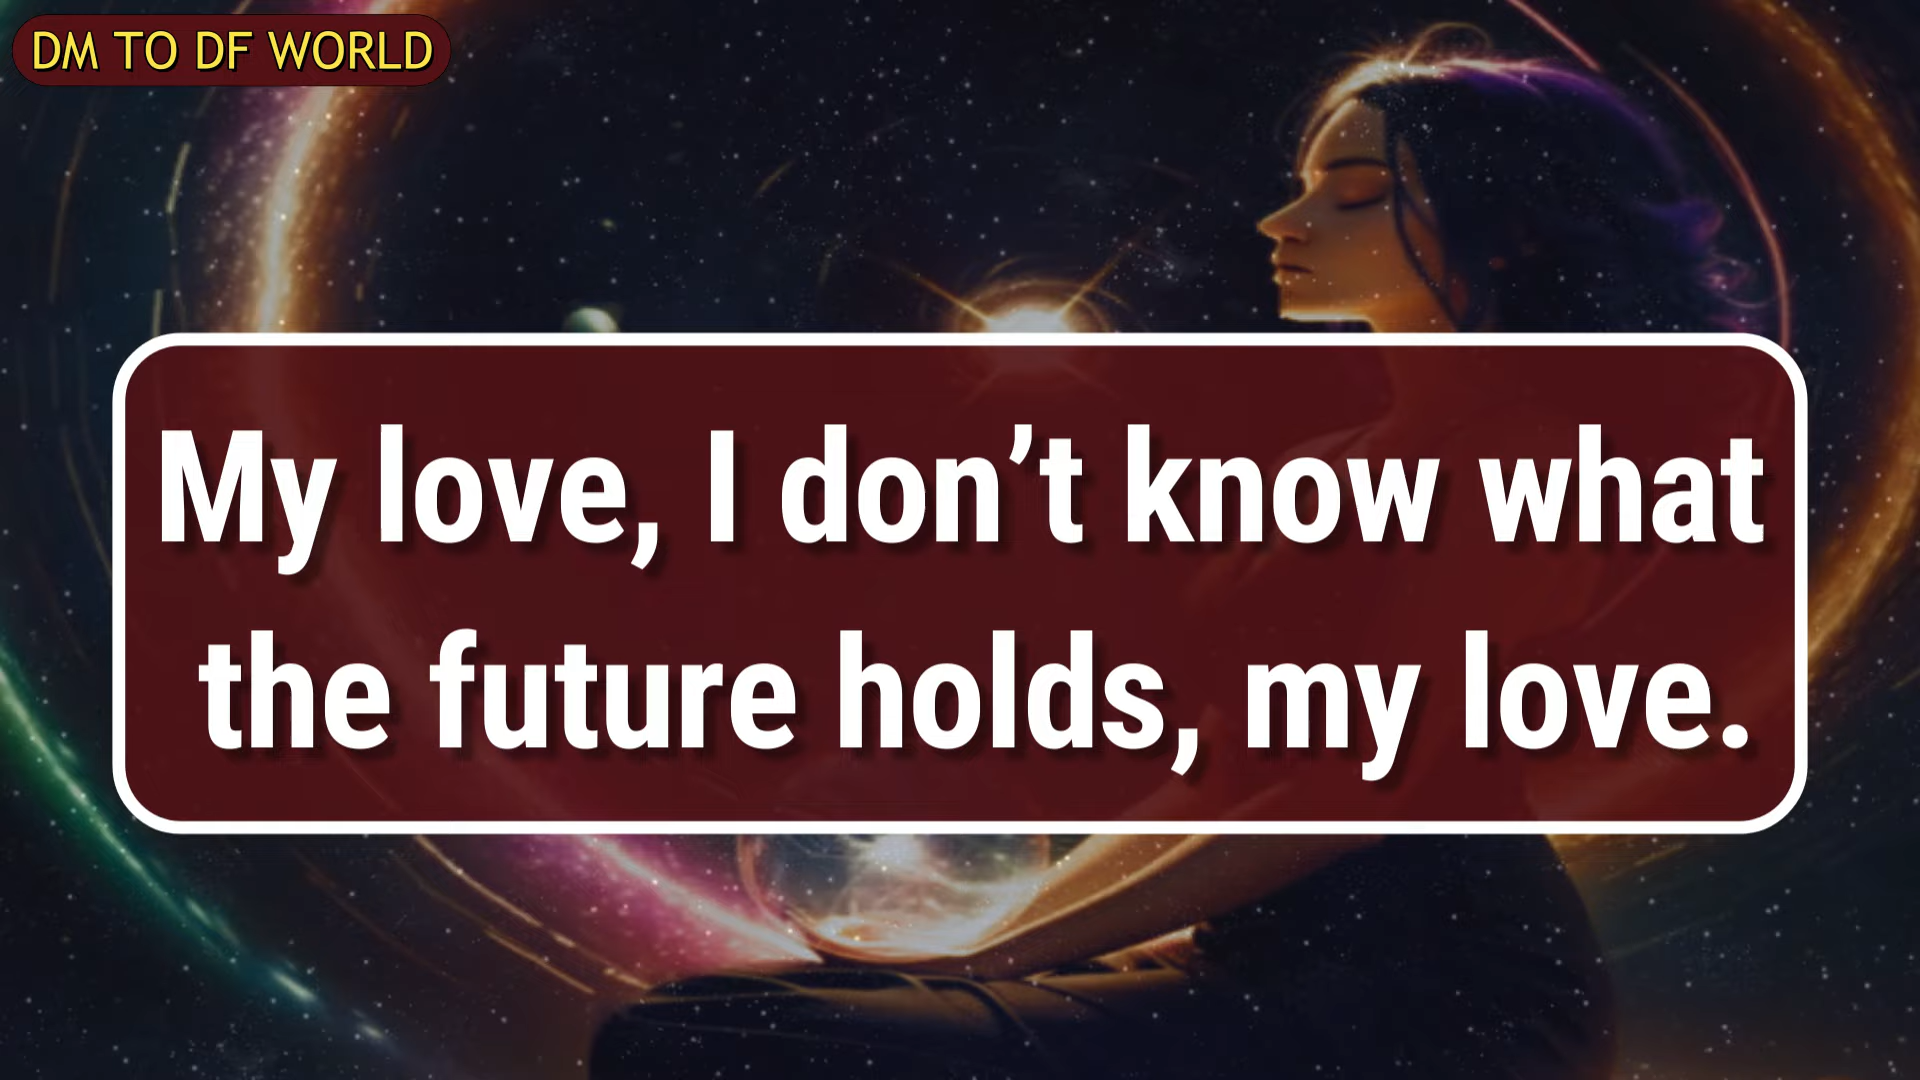 DM TO DF WORLD
My love, I don’t know what
the future holds, my love.